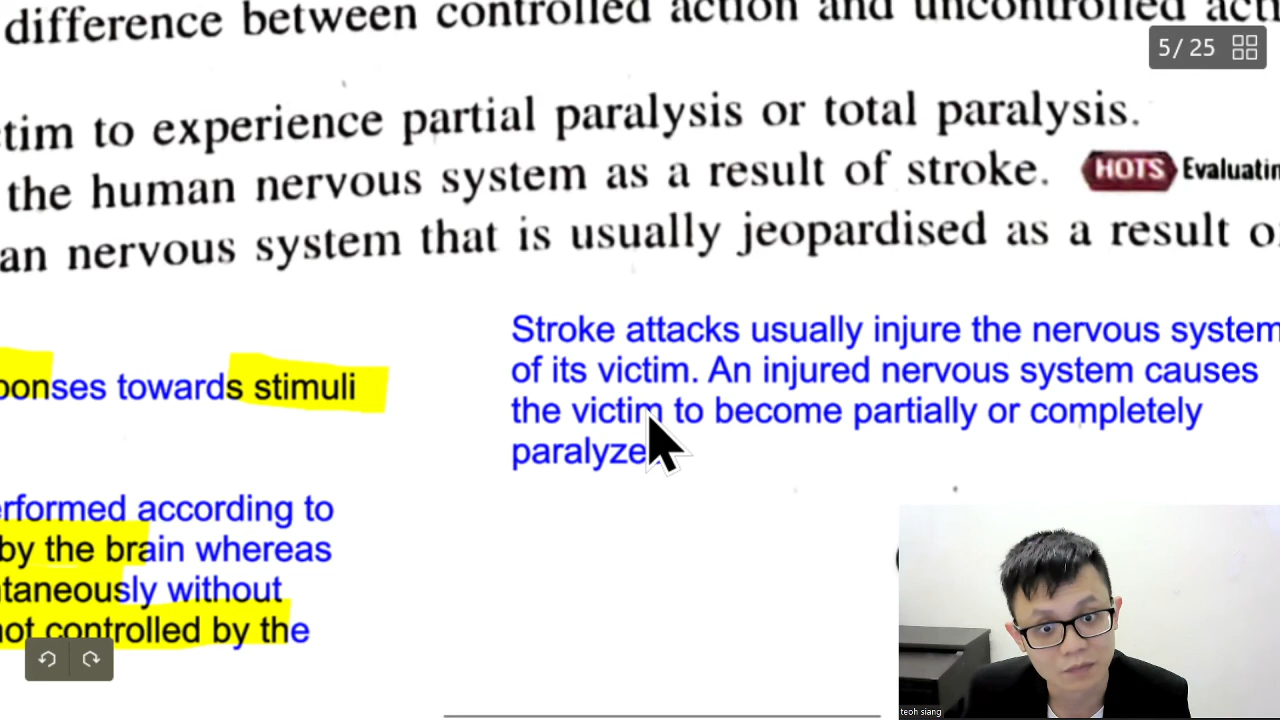 difference between controlled action and uncontrolled acti
5/ 25
tim to experience partial paralysis or total paralysis.
the human nervous system as a result of stroke. HOTS Evaluatin
an nervous system that is usually jeopardised as a result o
Stroke attacks usually injure the nervous system
of its victim. An injured nervous system causes
the victim to become partially or completely
paralyze
onses towards stimuli
erformed according to
by the brain whereas
ntaneously without
not controlled by the
teoh siang